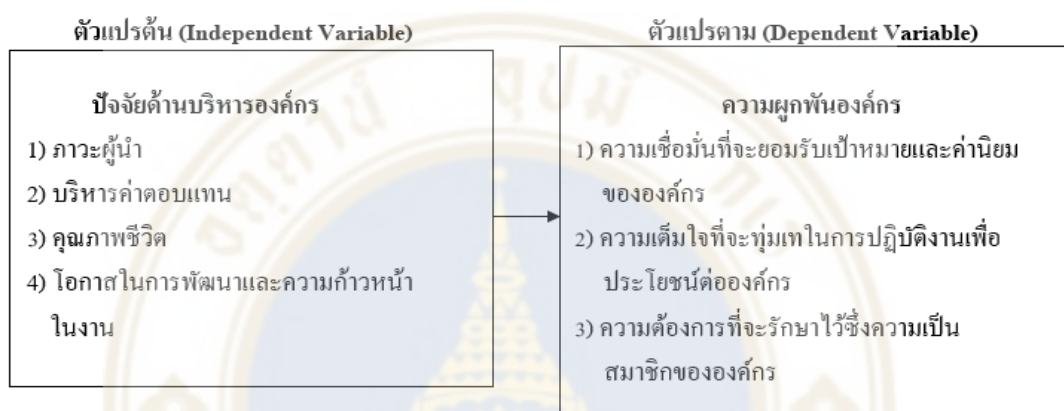 ตัวแปรต้น (Independent Variable)
ปัจจัยด้านบริหารองค์กร
1) ภาวะผู้นำ
2) บริหารค่าตอบแทน
3) คุณภาพชีวิต
4) โอกาสในการพัฒนาและความก้าวหน้า
ในงาน
ตัวแปรตาม (Dependent Variable)
ความผูกพันองค์กร
1) ความเชื่อมั่นที่จะยอมรับเป้าหมายและค่านิยม
ขององค์กร
2) ความเต็มใจที่จะทุ่มเทในการปฏิบัติงานเพื่อ
ประโยชน์ต่อองค์กร
3) ความต้องการที่จะรักษาไว้ซึ่งความเป็น
สมาชิกขององค์กร